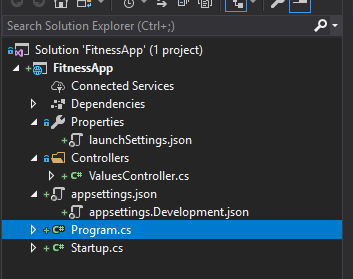 Search Solution Explorer (Ctrl+;)
Solution 'FitnessApp' (1 project)
FitnessApp
Connected Services
Dependencies
Properties
launchSettings.json
Controllers
C# ValuesController.cs
appsettings.json
appsettings.Development.json
C# Program.cs
C# Startup.cs